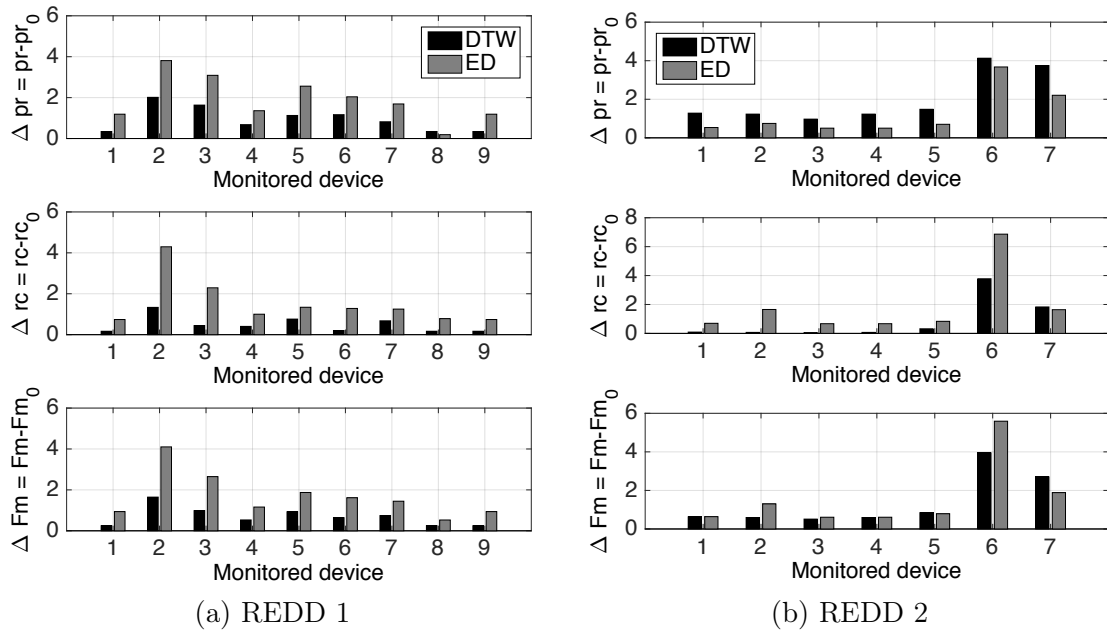 6
4
2
0
Δ pr = pr-pr₀
DTW
ED
1 2 3 4 5 6 7 8 9
Monitored device
6
4
2
0
Δ rc = rc-rc₀
1 2 3 4 5 6 7 8 9
Monitored device
6
4
2
0
Δ Fm = Fm-Fm₀
1 2 3 4 5 6 7 8 9
Monitored device
(a) REDD 1
6
4
2
0
Δ pr = pr-pr₀
DTW
ED
1 2 3 4 5 6 7
Monitored device
8
6
4
2
0
Δ rc = rc-rc₀
1 2 3 4 5 6 7
Monitored device
6
4
2
0
Δ Fm = Fm-Fm₀
1 2 3 4 5 6 7
Monitored device
(b) REDD 2